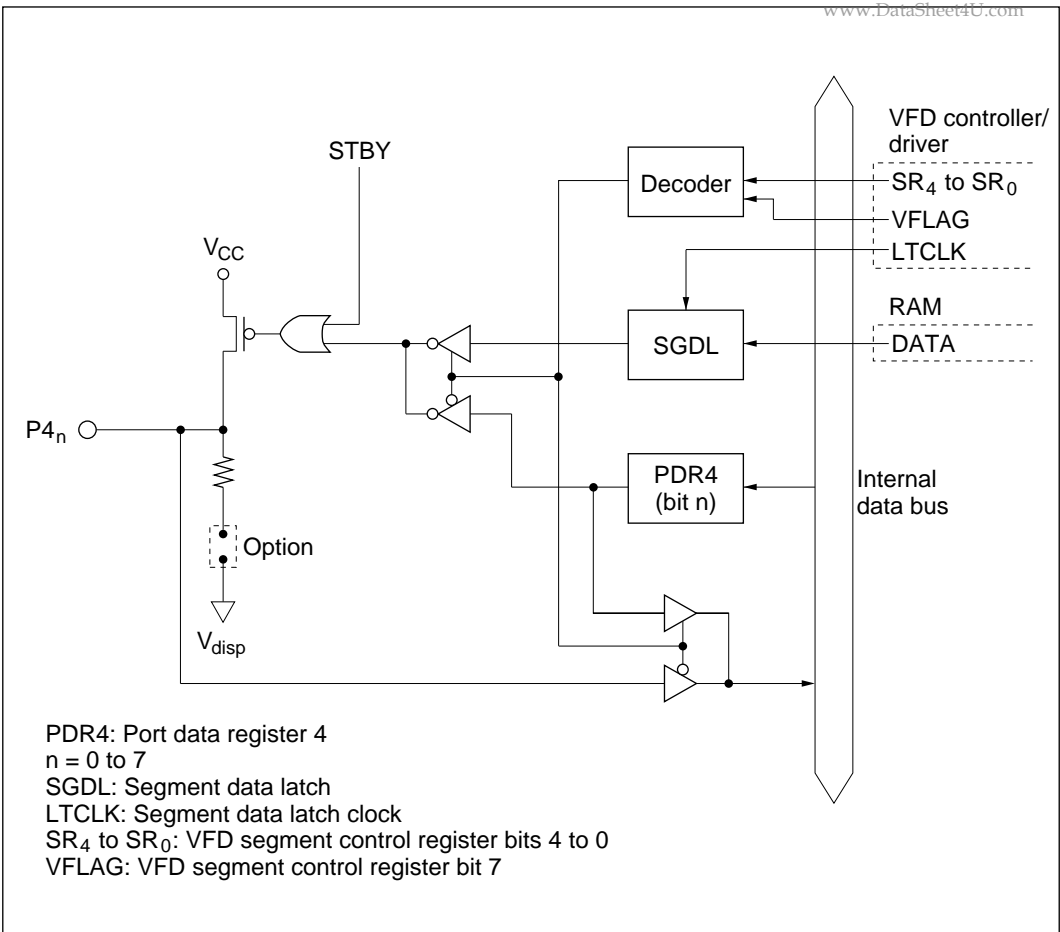 www.DataSheet4U.com
VFD controller/
driver
STBY
Decoder
SR4 to SR0
VFLAG
LTCLK
VCC
RAM
SGDL
DATA
P4n
PDR4
(bit n)
Internal
data bus
Option
Vdisp
PDR4: Port data register 4
n = 0 to 7
SGDL: Segment data latch
LTCLK: Segment data latch clock
SR4 to SR0: VFD segment control register bits 4 to 0
VFLAG: VFD segment control register bit 7